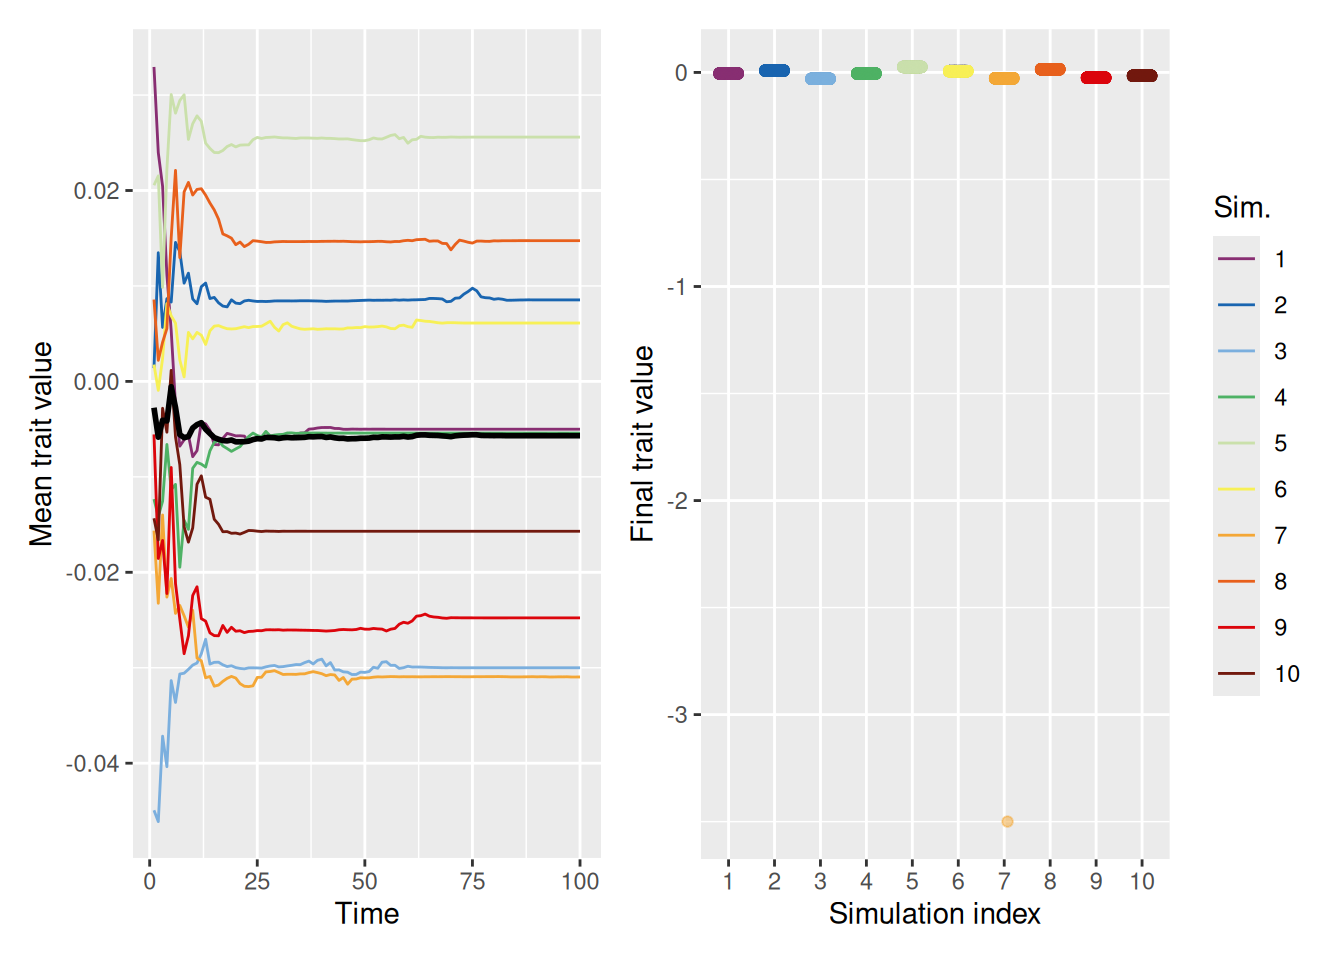 Mean trait value
0.02
0.00
-0.02
-0.04
0 25 50 75 100
Time
Final trait value
0
-1
-2
-3
1 2 3 4 5 6 7 8 9 10
Simulation index
Sim.
1
2
3
4
5
6
7
8
9
10